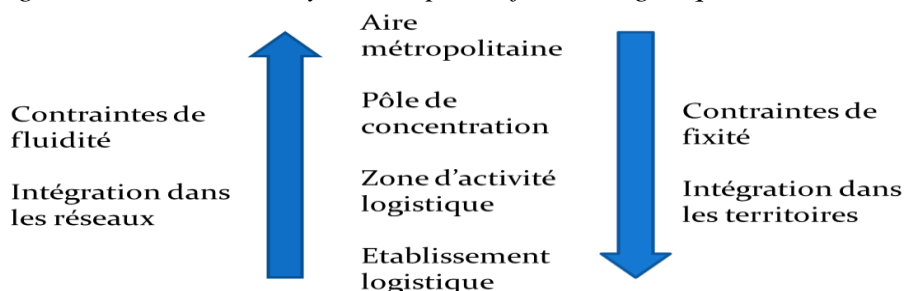 Aire
métropolitaine
Contraintes de
fluidité
Intégration dans
les réseaux
Pôle de
concentration
Zone d'activité
logistique
Etablissement
logistique
Contraintes de
fixité
Intégration dans
les territoires